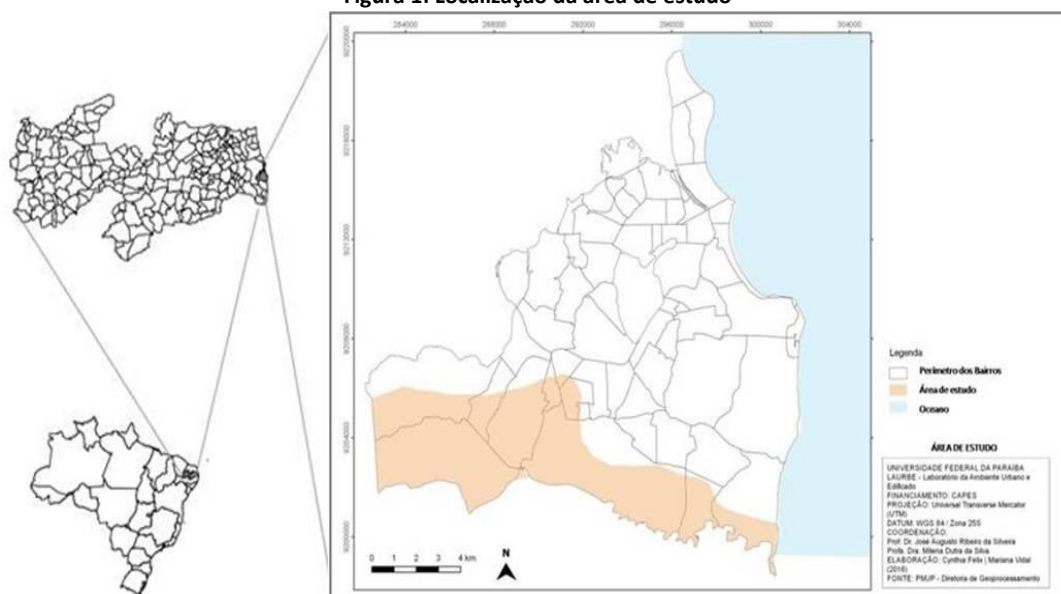 Figura 1: Localização da área de estudo
284000 288000 292000 296000 300000 304000
9220000
9216000
9212000
9208000
9204000
9200000
Legenda
Perímetro dos Bairros
Área de estudo
Oceano
0 1 2 3 4 km
N
ÁREA DE ESTUDO
UNIVERSIDADE FEDERAL DA PARAÍBA
LAURBE - Laboratório do Ambiente Urbano e
Edificado
FINANCIAMENTO: CAPES
PROJEÇÃO: Universal Transverse Mercator
(UTM)
DATUM: WGS 84 / Zona 25S
COORDENAÇÃO:
Prof. Dr. José Augusto Ribeiro da Silveira
Profa. Dra. Milena Dutra da Silva
ELABORAÇÃO: Cynthia Felix | Mariana Vidal
(2016)
FONTE: PMJP - Diretoria de Geoprocessamento